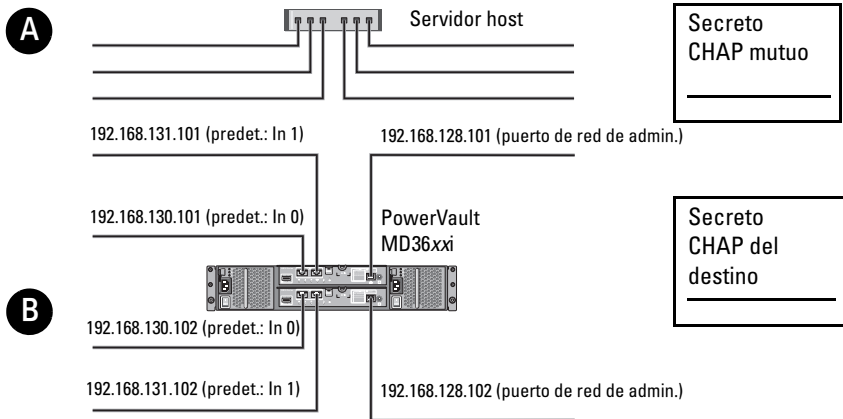 A
Servidor host
Secreto
CHAP mutuo
192.168.131.101 (predet.: In 1)
192.168.128.101 (puerto de red de admin.)
192.168.130.101 (predet.: In 0)
PowerVault
MD36xxi
Secreto
CHAP del
destino
B
192.168.130.102 (predet.: In 0)
192.168.131.102 (predet.: In 1)
192.168.128.102 (puerto de red de admin.)